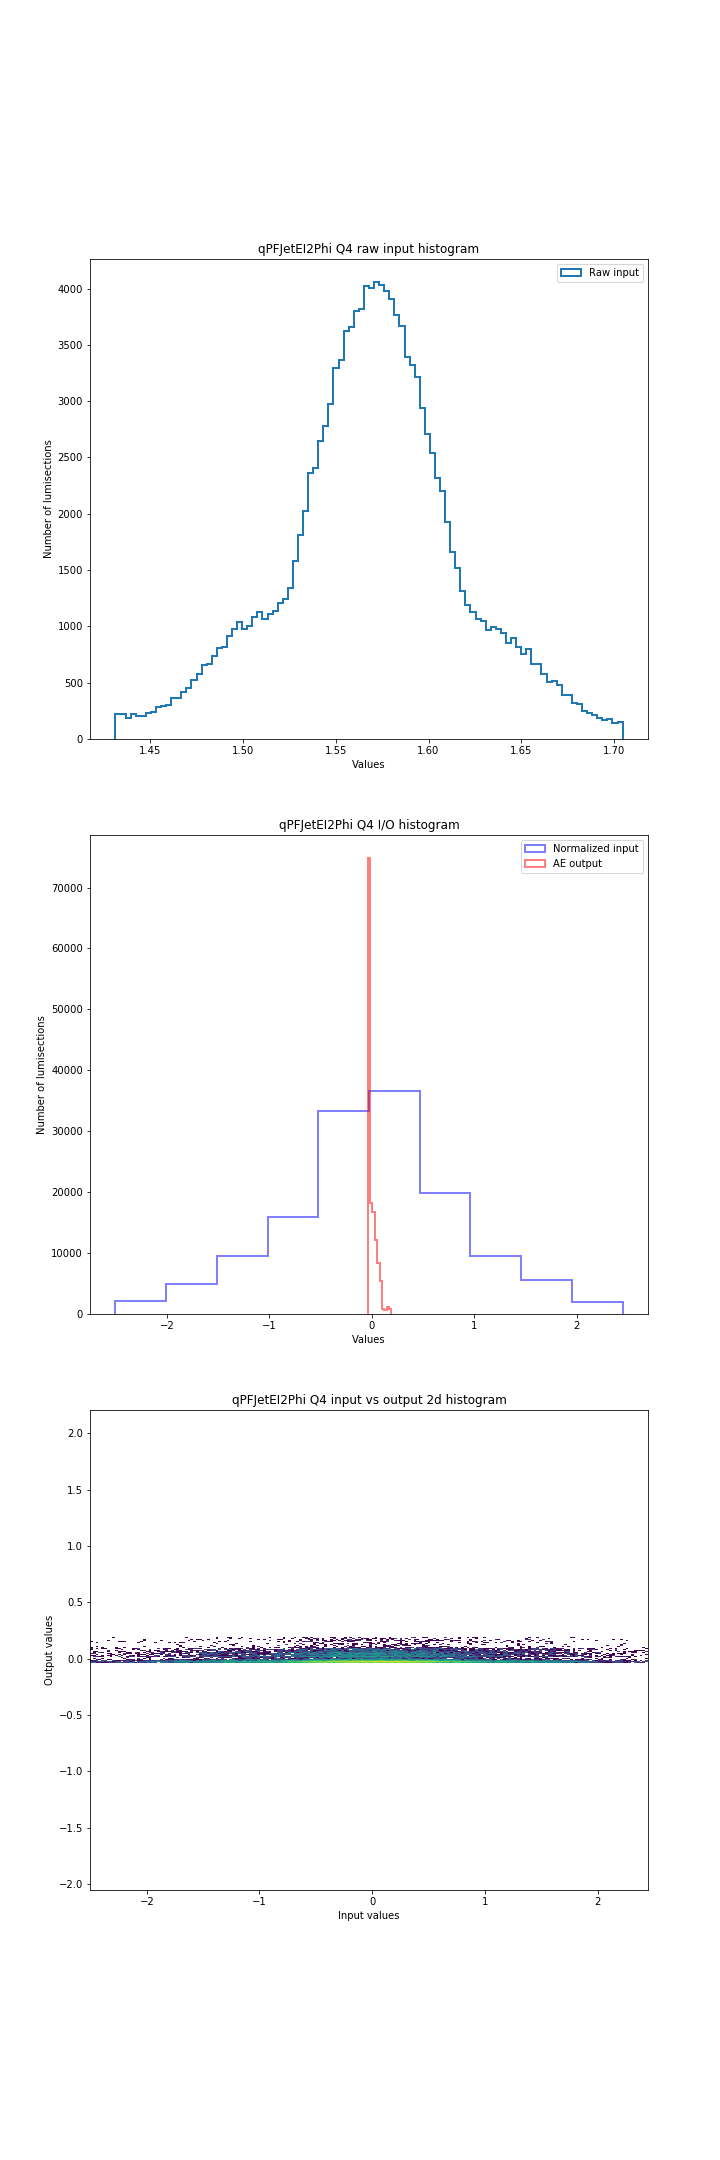 qPFJetEI2Phi Q4 raw input histogram
Raw input
4000
3500
3000
2500
2000
1500
1000
500
0
Number of lumisections
1.45 1.50 1.55 1.60 1.65 1.70
Values
qPFJetEI2Phi Q4 I/O histogram
Normalized input
AE output
70000
60000
50000
40000
30000
20000
10000
0
Number of lumisections
−2 −1 0 1 2
Values
qPFJetEI2Phi Q4 input vs output 2d histogram
2.0
1.5
1.0
0.5
0.0
−0.5
−1.0
−1.5
−2.0
Output values
−2 −1 0 1 2
Input values